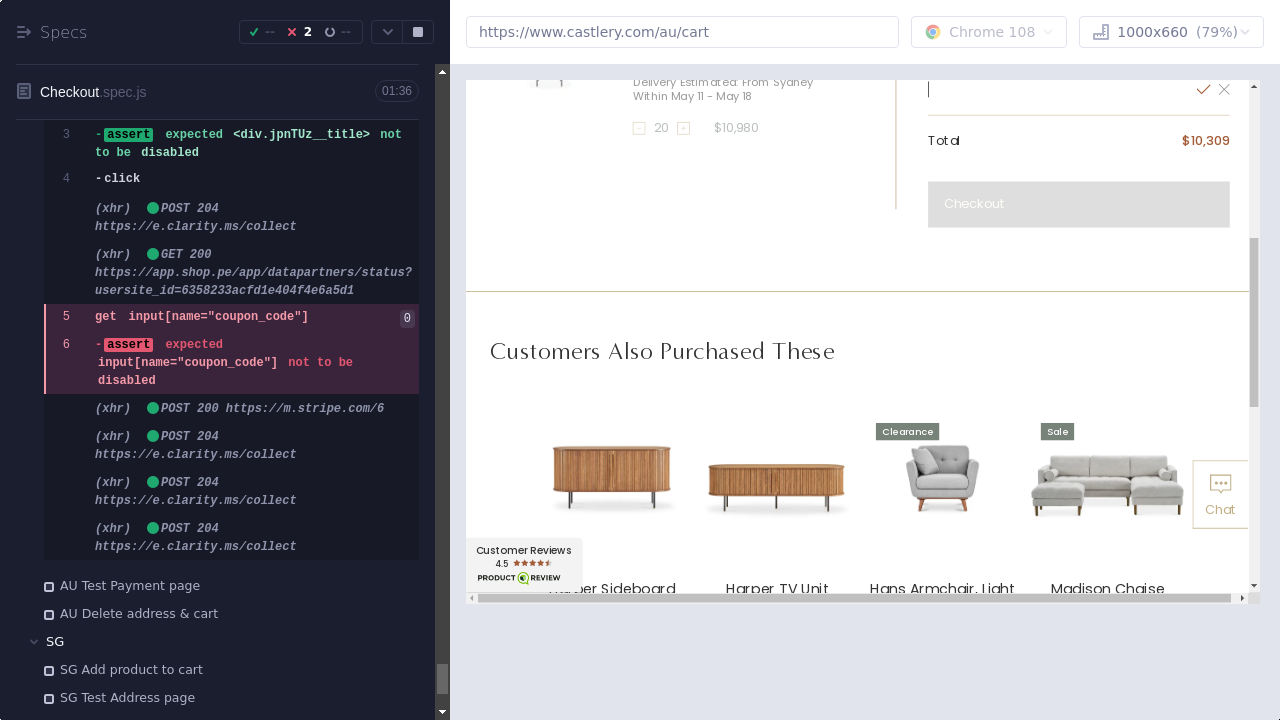 Specs
--
2
--
https://www.castlery.com/au/cart
Chrome 108
1000x660 (79%)
Checkout.spec.js
01:36
3 -assert expected <div.jpnTUz__title> not
to be disabled
4 -click
(xhr) POST 204
https://e.clarity.ms/collect
(xhr) GET 200
https://app.shop.pe/app/datapartners/status?
usersite_id=6358233acfd1e404f4e6a5d1
5 get input[name="coupon_code"] 0
6 -assert expected
input[name="coupon_code"] not to be
disabled
(xhr) POST 200 https://m.stripe.com/6
(xhr) POST 204
https://e.clarity.ms/collect
(xhr) POST 204
https://e.clarity.ms/collect
(xhr) POST 204
https://e.clarity.ms/collect
AU Test Payment page
AU Delete address & cart
SG
SG Add product to cart
SG Test Address page
Delivery Estimated: From Sydney
Within May 11 - May 18
- 20 + $10,980
Total $10,309
Checkout
Customers Also Purchased These
Clearance
Sale
Chat
Customer Reviews
4.5
PRODUCT REVIEW
Harper Sideboard
Harper TV Unit
Hans Armchair, Light
Madison Chaise